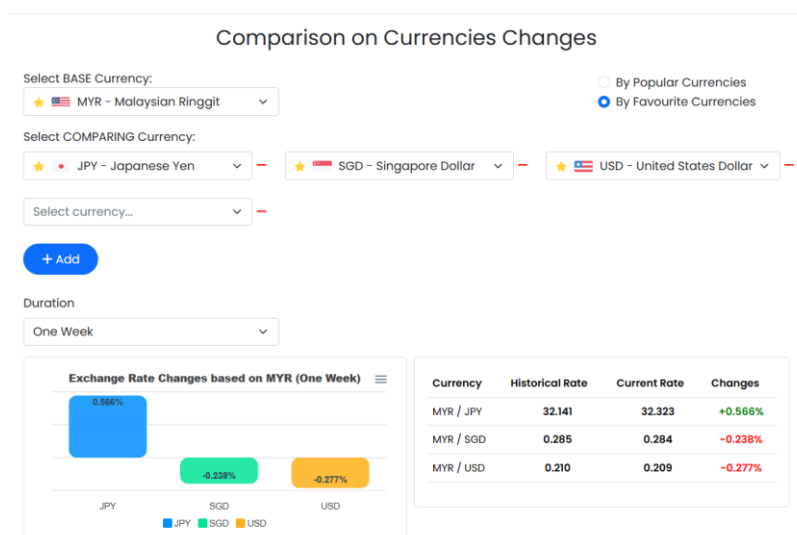 Comparison on Currencies Changes
Select BASE Currency:
MYR - Malaysian Ringgit
By Popular Currencies
By Favourite Currencies
Select COMPARING Currency:
JPY - Japanese Yen
SGD - Singapore Dollar
USD - United States Dollar
Select currency...
+ Add
Duration
One Week
Exchange Rate Changes based on MYR (One Week)
0.566%
-0.238%
-0.277%
JPY SGD USD
JPY SGD USD
Currency Historical Rate Current Rate Changes
MYR / JPY 32.141 32.323 +0.566%
MYR / SGD 0.285 0.284 -0.238%
MYR / USD 0.210 0.209 -0.277%